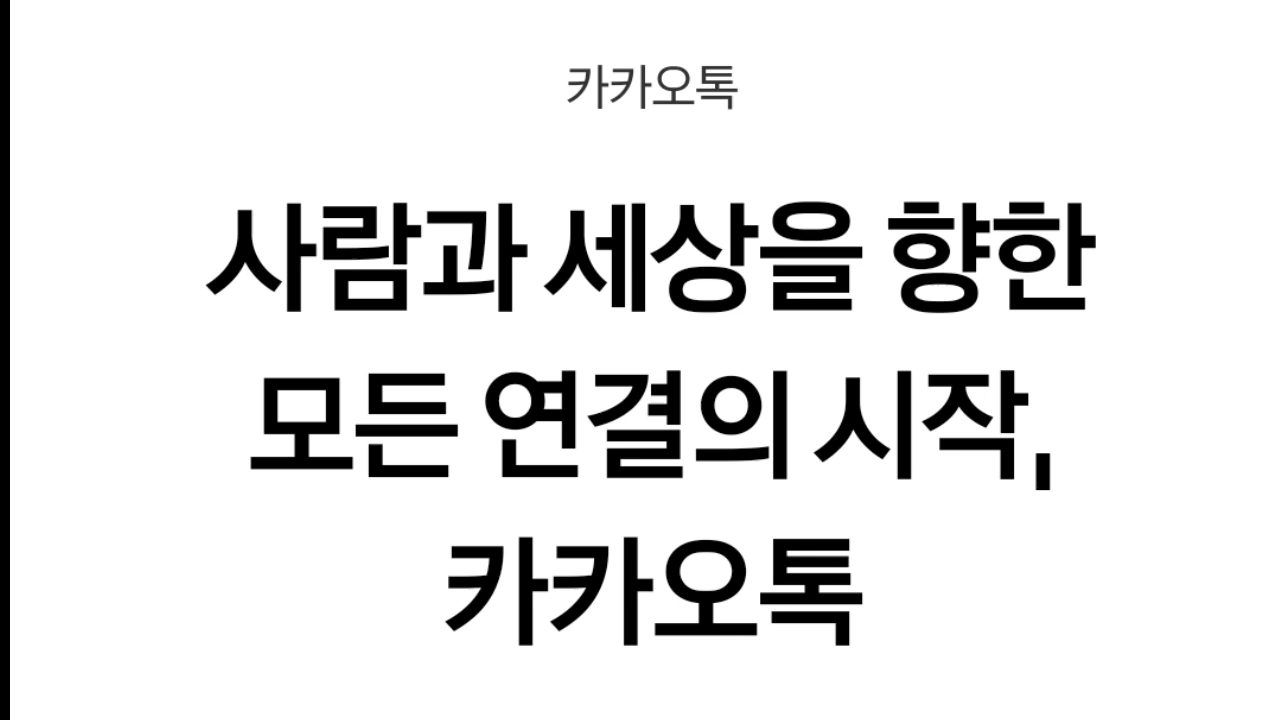 카카오톡
사람과 세상을 향한
모든 연결의 시작,
카카오톡